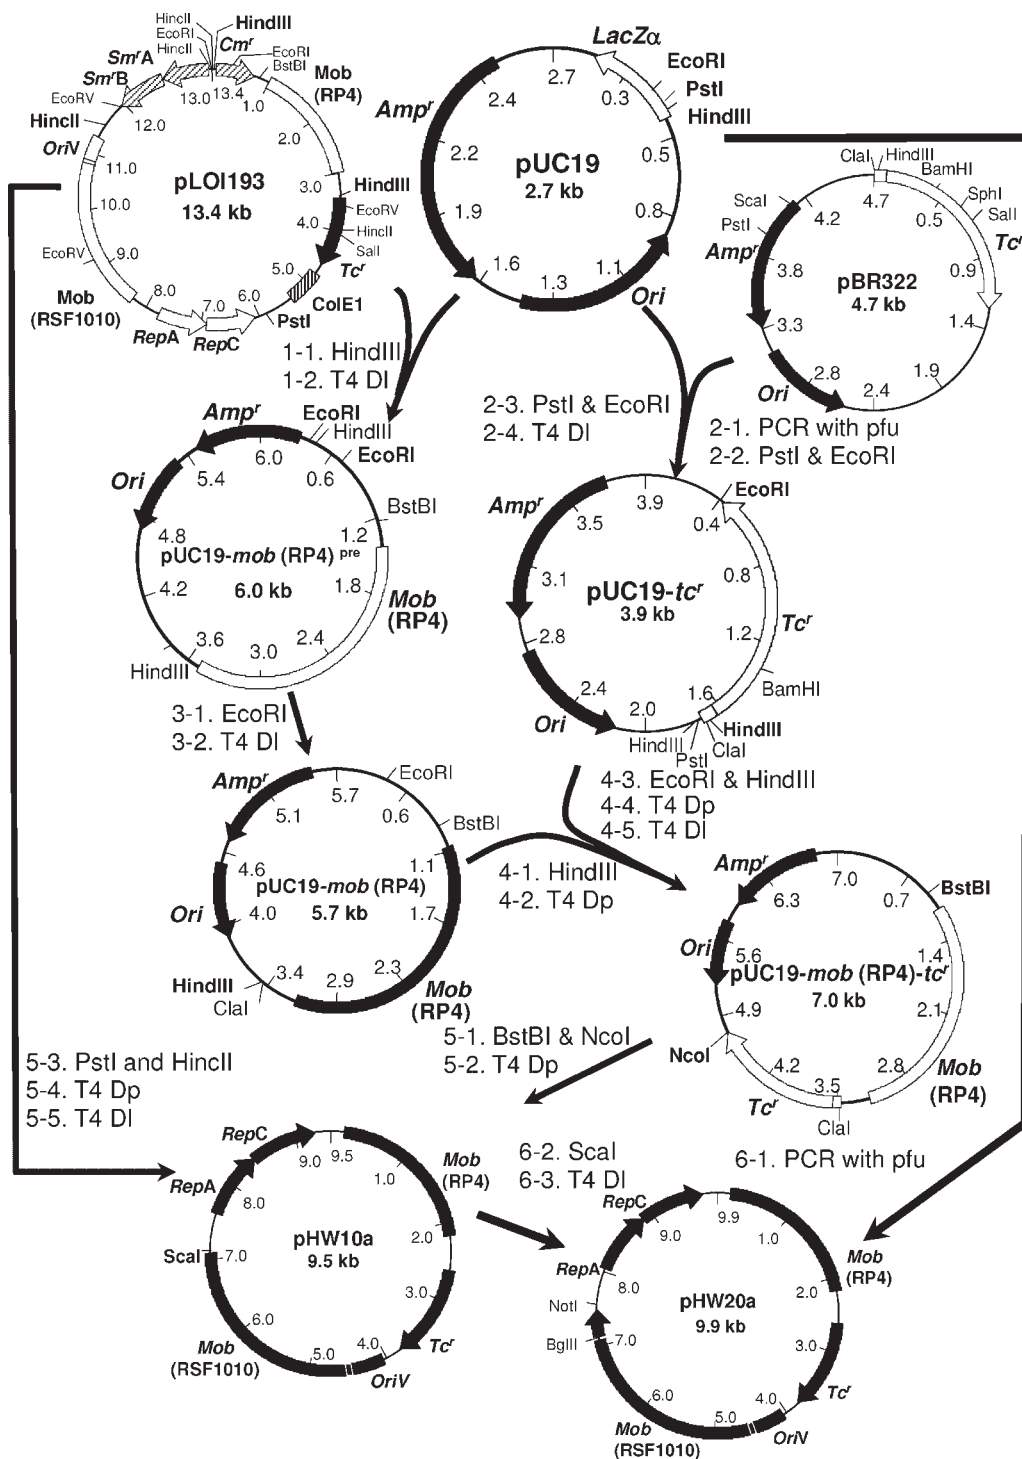 HincII
EcoRI
HincII
HindIII
Cmʳ
EcoRI
BstBI
SmʳA
SmʳB
EcoRV
HincII
OriV
Mob
(RP4)
13.0
13.4
1.0
12.0
2.0
11.0
3.0
10.0
4.0
9.0
5.0
8.0
7.0
6.0
pLOI193
13.4 kb
HindIII
EcoRV
HincII
SalI
Tcʳ
ColE1
PstI
EcoRV
Mob
(RSF1010)
RepA
RepC
LacZα
EcoRI
PstI
HindIII
Ampʳ
2.7
0.3
2.4
0.5
2.2
0.8
1.9
1.6
1.3
1.1
pUC19
2.7 kb
Ori
ClaI
HindIII
BamHI
SphI
SalI
Tcʳ
ScaI
PstI
Ampʳ
4.7
0.5
4.2
0.9
3.8
1.4
3.3
2.8
2.4
1.9
pBR322
4.7 kb
Ori
1-1. HindIII
1-2. T4 Dl
2-3. PstI & EcoRI
2-4. T4 Dl
2-1. PCR with pfu
2-2. PstI & EcoRI
Ampʳ
EcoRI
HindIII
EcoRI
BstBI
Ori
6.0
0.6
5.4
1.2
4.8
1.8
4.2
2.4
3.6
3.0
pUC19-mob (RP4) pre
6.0 kb
Mob
(RP4)
HindIII
Ampʳ
EcoRI
3.9
0.4
3.5
0.8
3.1
1.2
2.8
1.6
2.4
2.0
pUC19-tcʳ
3.9 kb
Tcʳ
BamHI
Ori
HindIII
PstI
ClaI
HindIII
3-1. EcoRI
3-2. T4 Dl
4-3. EcoRI & HindIII
4-4. T4 Dp
4-5. T4 Dl
Ampʳ
EcoRI
BstBI
5.7
0.6
5.1
1.1
4.6
1.7
4.0
2.3
3.4
2.9
pUC19-mob (RP4)
5.7 kb
Ori
HindIII
ClaI
Mob
(RP4)
4-1. HindIII
4-2. T4 Dp
Ampʳ
BstBI
7.0
0.7
6.3
1.4
5.6
2.1
4.9
2.8
4.2
3.5
Ori
pUC19-mob (RP4)-tcʳ
7.0 kb
NcoI
Tcʳ
ClaI
Mob
(RP4)
5-1. BstBI & NcoI
5-2. T4 Dp
5-3. PstI and HincII
5-4. T4 Dp
5-5. T4 Dl
6-1. PCR with pfu
6-2. ScaI
6-3. T4 Dl
RepC
RepA
ScaI
9.0
9.5
1.0
8.0
2.0
7.0
3.0
6.0
5.0
4.0
Mob
(RP4)
pHW10a
9.5 kb
Tcʳ
Mob
(RSF1010)
OriV
RepC
RepA
NotI
BglII
9.9
9.0
1.0
8.0
2.0
7.0
3.0
6.0
5.0
4.0
Mob
(RP4)
pHW20a
9.9 kb
Tcʳ
Mob
(RSF1010)
OriV